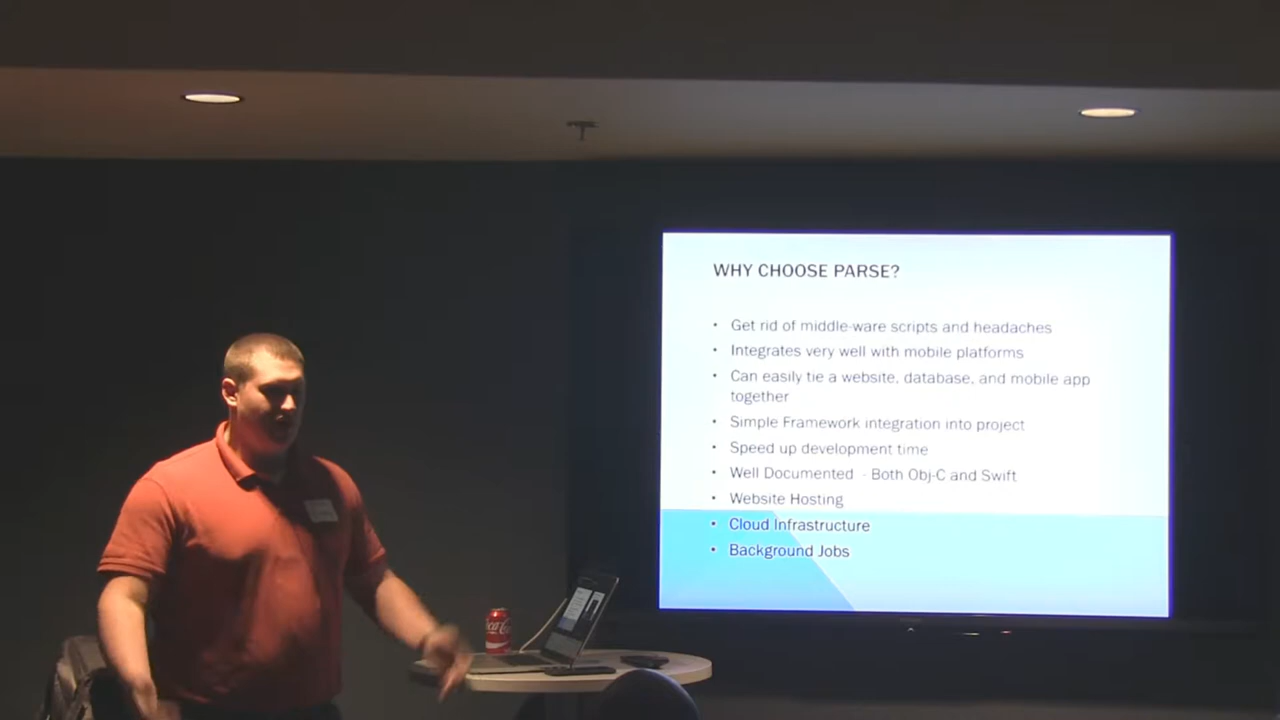 WHY CHOOSE PARSE?
• Get rid of middle-ware scripts and headaches
• Integrates very well with mobile platforms
• Can easily tie a website, database, and mobile app
together
• Simple Framework integration into project
• Speed up development time
• Well Documented - Both Obj-C and Swift
• Website Hosting
• Cloud Infrastructure
• Background Jobs
Coca-Cola